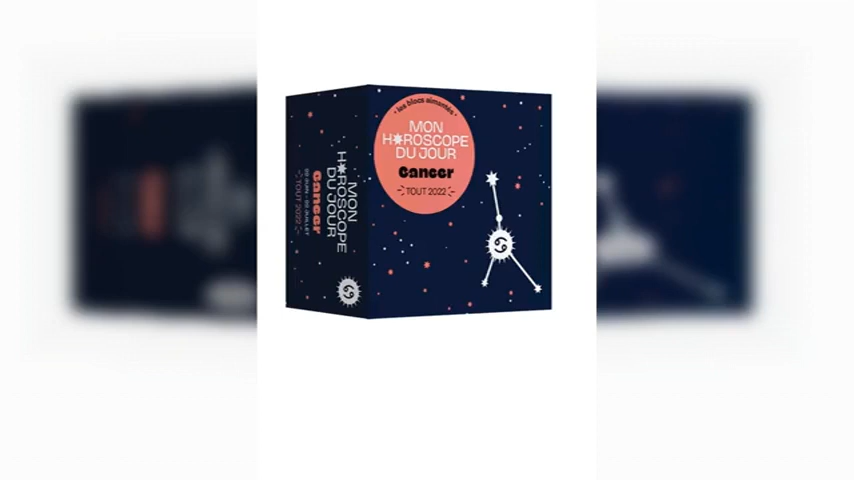 • les blocs aimantés •
MON
HOROSCOPE
DU JOUR
Cancer
TOUT 2022
MON
HOROSCOPE
DU JOUR
Cancer
TOUT 2022